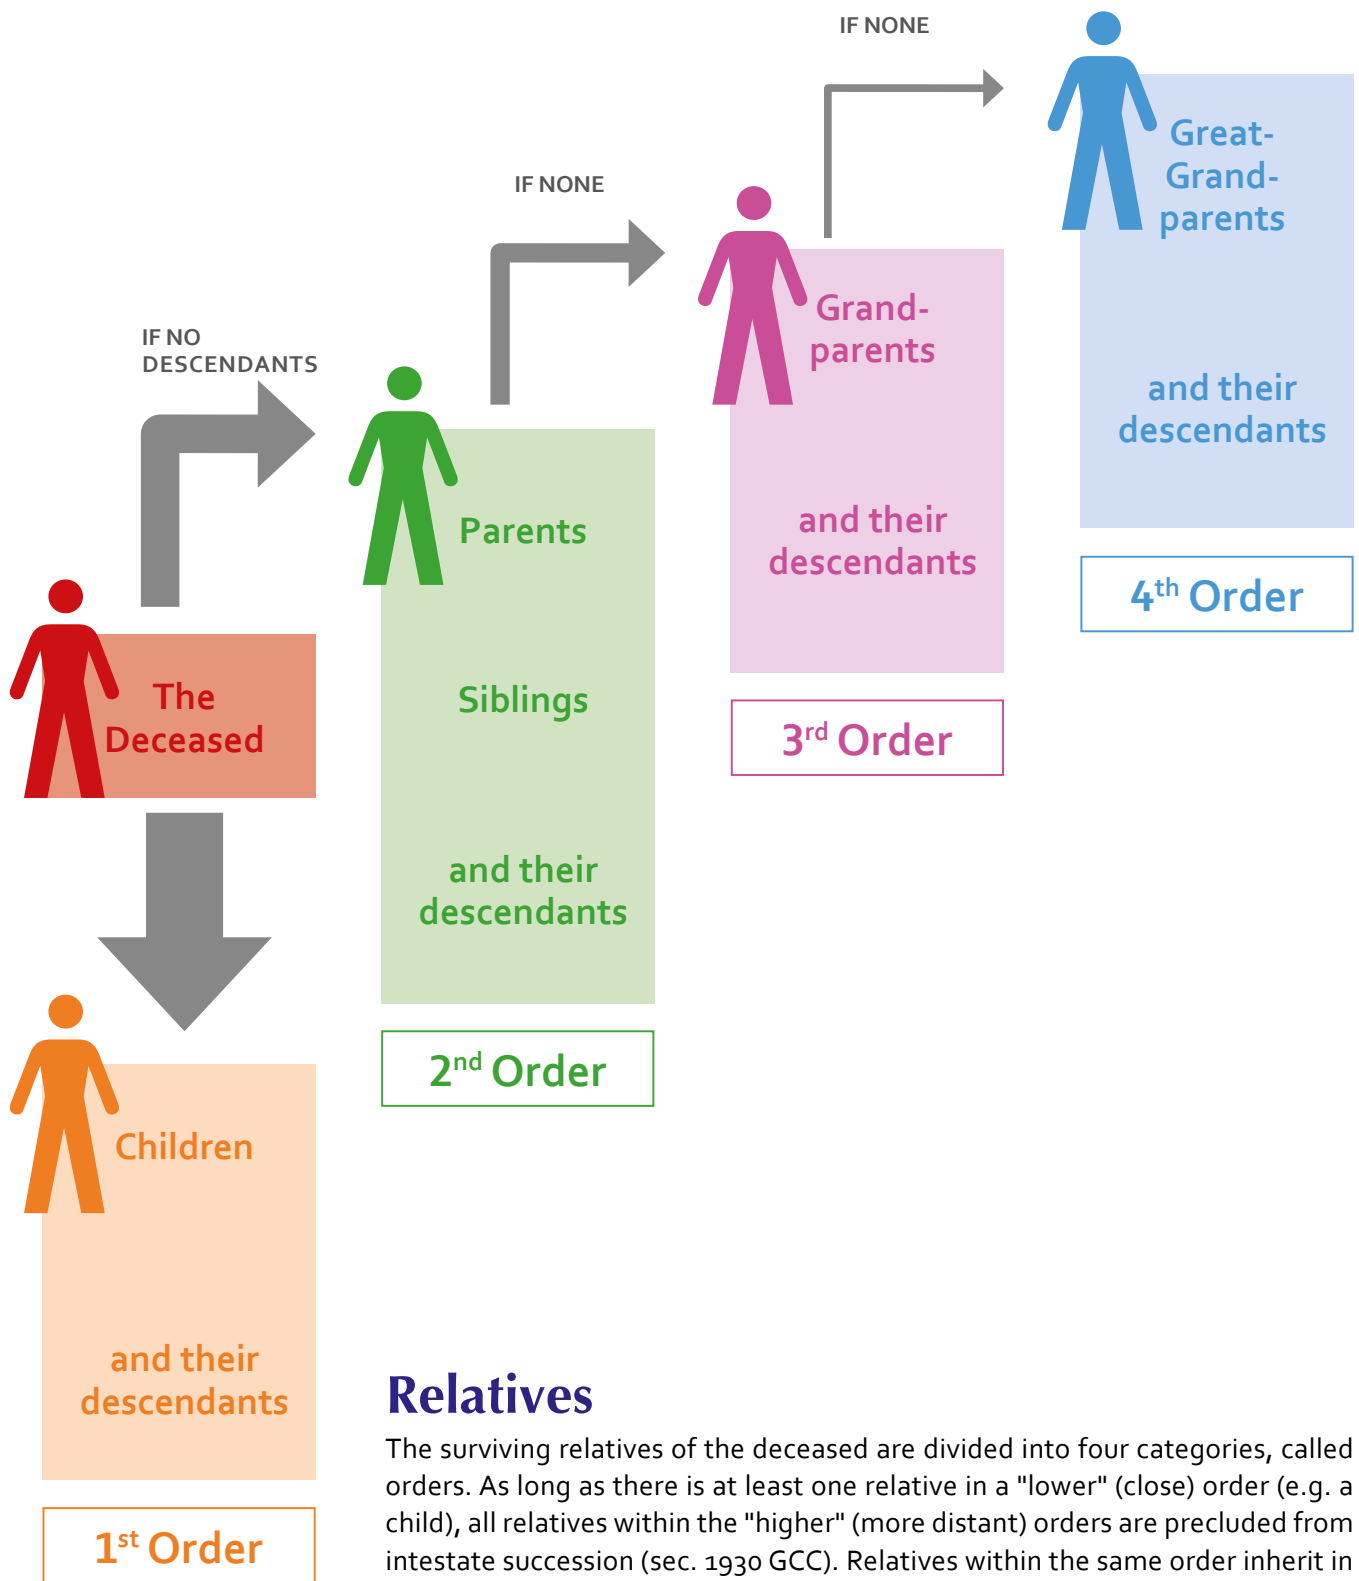 IF NONE
Great-
Grand-
parents
and their
descendants
4th Order
IF NONE
Grand-
parents
and their
descendants
3rd Order
IF NO
DESCENDANTS
Parents
Siblings
and their
descendants
2nd Order
The
Deceased
Children
and their
descendants
1st Order
Relatives
The surviving relatives of the deceased are divided into four categories, called
orders. As long as there is at least one relative in a "lower" (close) order (e.g. a
child), all relatives within the "higher" (more distant) orders are precluded from
intestate succession (sec. 1930 GCC). Relatives within the same order inherit in